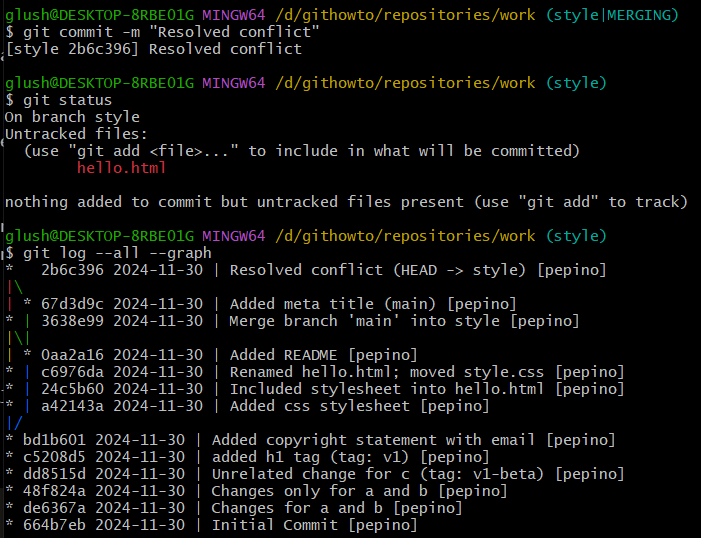 glush@DESKTOP-8RBEO1G MINGW64 /d/githowto/repositories/work (style|MERGING)
$ git commit -m "Resolved conflict"
[style 2b6c396] Resolved conflict

glush@DESKTOP-8RBEO1G MINGW64 /d/githowto/repositories/work (style)
$ git status
On branch style
Untracked files:
  (use "git add <file>..." to include in what will be committed)
        hello.html

nothing added to commit but untracked files present (use "git add" to track)

glush@DESKTOP-8RBEO1G MINGW64 /d/githowto/repositories/work (style)
$ git log --all --graph
*   2b6c396 2024-11-30 | Resolved conflict (HEAD -> style) [pepino]
|\
| * 67d3d9c 2024-11-30 | Added meta title (main) [pepino]
* | 3638e99 2024-11-30 | Merge branch 'main' into style [pepino]
|\|
| * 0aa2a16 2024-11-30 | Added README [pepino]
* | c6976da 2024-11-30 | Renamed hello.html; moved style.css [pepino]
* | 24c5b60 2024-11-30 | Included stylesheet into hello.html [pepino]
* | a42143a 2024-11-30 | Added css stylesheet [pepino]
|/
* bd1b601 2024-11-30 | Added copyright statement with email [pepino]
* c5208d5 2024-11-30 | added h1 tag (tag: v1) [pepino]
* dd8515d 2024-11-30 | Unrelated change for c (tag: v1-beta) [pepino]
* 48f824a 2024-11-30 | Changes only for a and b [pepino]
* de6367a 2024-11-30 | Changes for a and b [pepino]
* 664b7eb 2024-11-30 | Initial Commit [pepino]